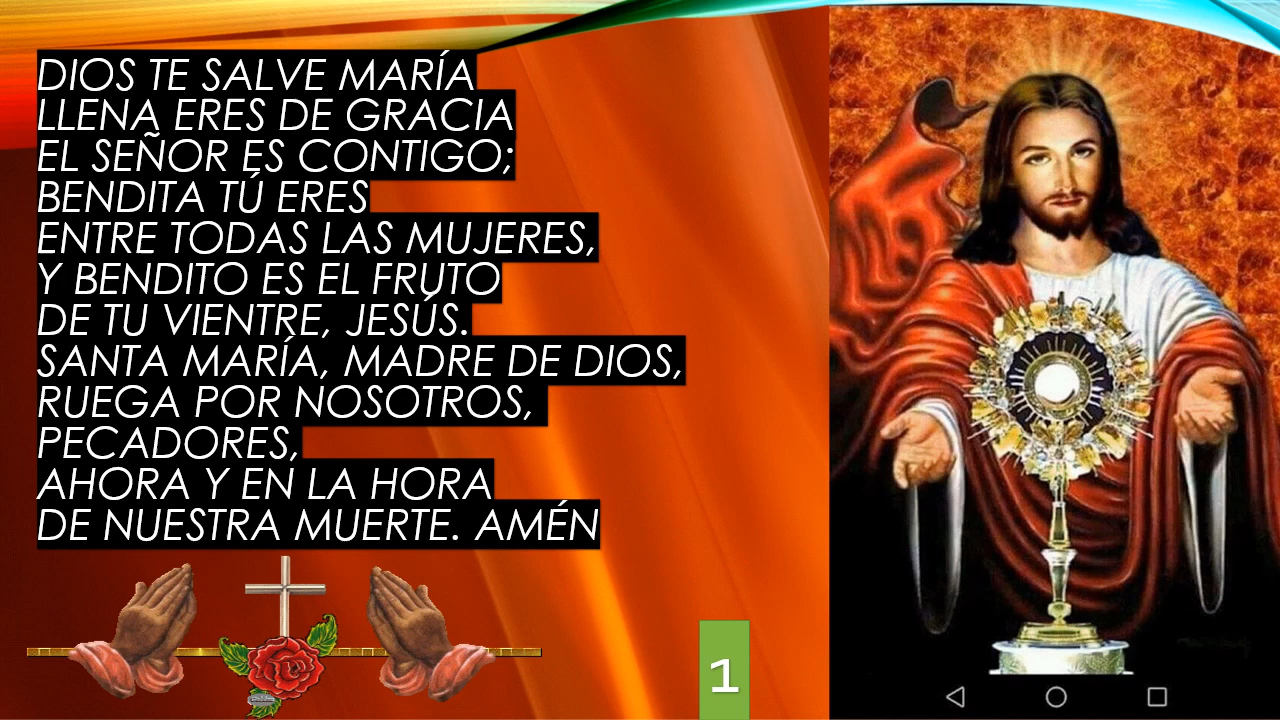 DIOS TE SALVE MARÍA
LLENA ERES DE GRACIA
EL SEÑOR ES CONTIGO;
BENDITA TÚ ERES
ENTRE TODAS LAS MUJERES,
Y BENDITO ES EL FRUTO
DE TU VIENTRE, JESÚS.
SANTA MARÍA, MADRE DE DIOS,
RUEGA POR NOSOTROS,
PECADORES,
AHORA Y EN LA HORA
DE NUESTRA MUERTE. AMÉN
1